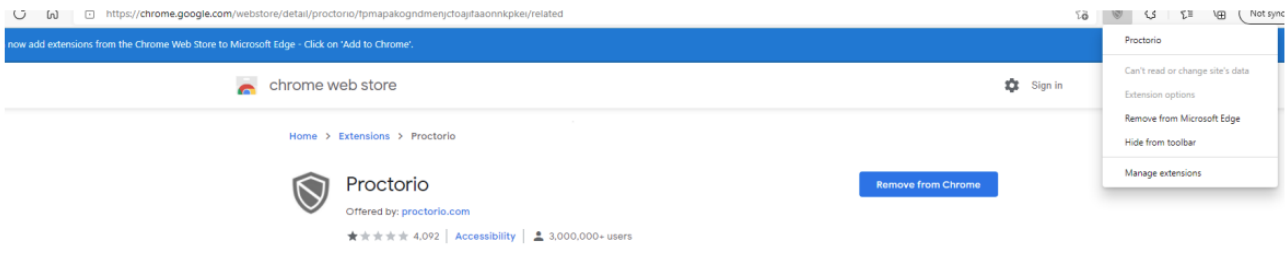 https://chrome.google.com/webstore/detail/proctorio/fpmapakogndmenjcfoajifaaonnkpkei/related
Not sync
now add extensions from the Chrome Web Store to Microsoft Edge - Click on 'Add to Chrome'.
Proctorio
Can't read or change site's data
Extension options
Remove from Microsoft Edge
Hide from toolbar
Manage extensions
chrome web store
Sign in
Home > Extensions > Proctorio
Proctorio
Remove from Chrome
Offered by: proctorio.com
4,092 | Accessibility | 3,000,000+ users